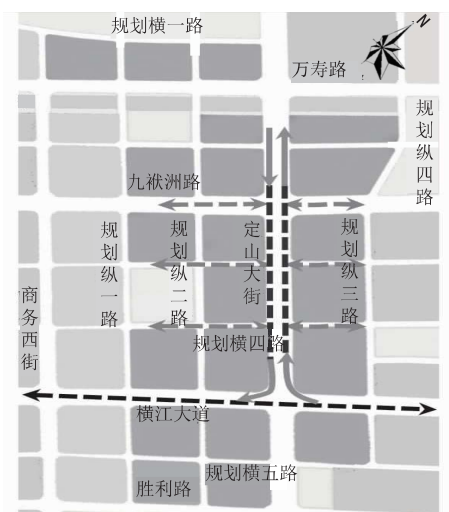 规划横一路
N
万寿路
规划纵四路
九袱洲路
规划纵一路
规划纵二路
定山大街
规划纵三路
商务西街
规划横四路
横江大道
规划横五路
胜利路